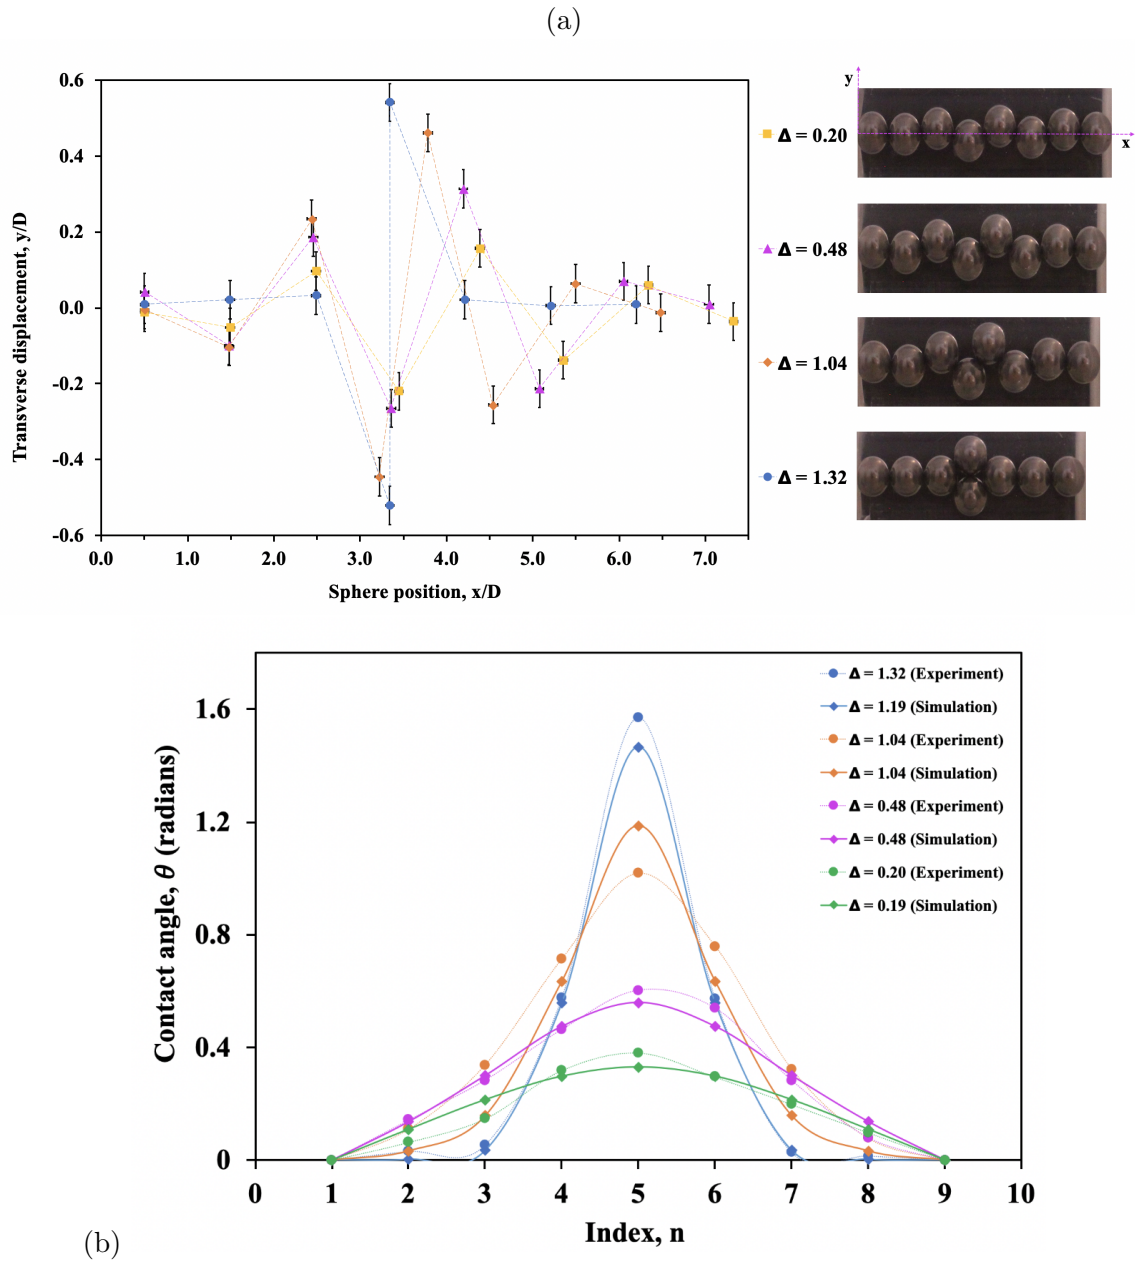 (a)
0.6
0.4
0.2
0.0
-0.2
-0.4
-0.6
Transverse displacement, y/D
0.0 1.0 2.0 3.0 4.0 5.0 6.0 7.0
Sphere position, x/D
Δ = 0.20
Δ = 0.48
Δ = 1.04
Δ = 1.32
y
x
1.6
1.2
0.8
0.4
0
Contact angle, θ (radians)
Δ = 1.32 (Experiment)
Δ = 1.19 (Simulation)
Δ = 1.04 (Experiment)
Δ = 1.04 (Simulation)
Δ = 0.48 (Experiment)
Δ = 0.48 (Simulation)
Δ = 0.20 (Experiment)
Δ = 0.19 (Simulation)
0 1 2 3 4 5 6 7 8 9 10
Index, n
(b)